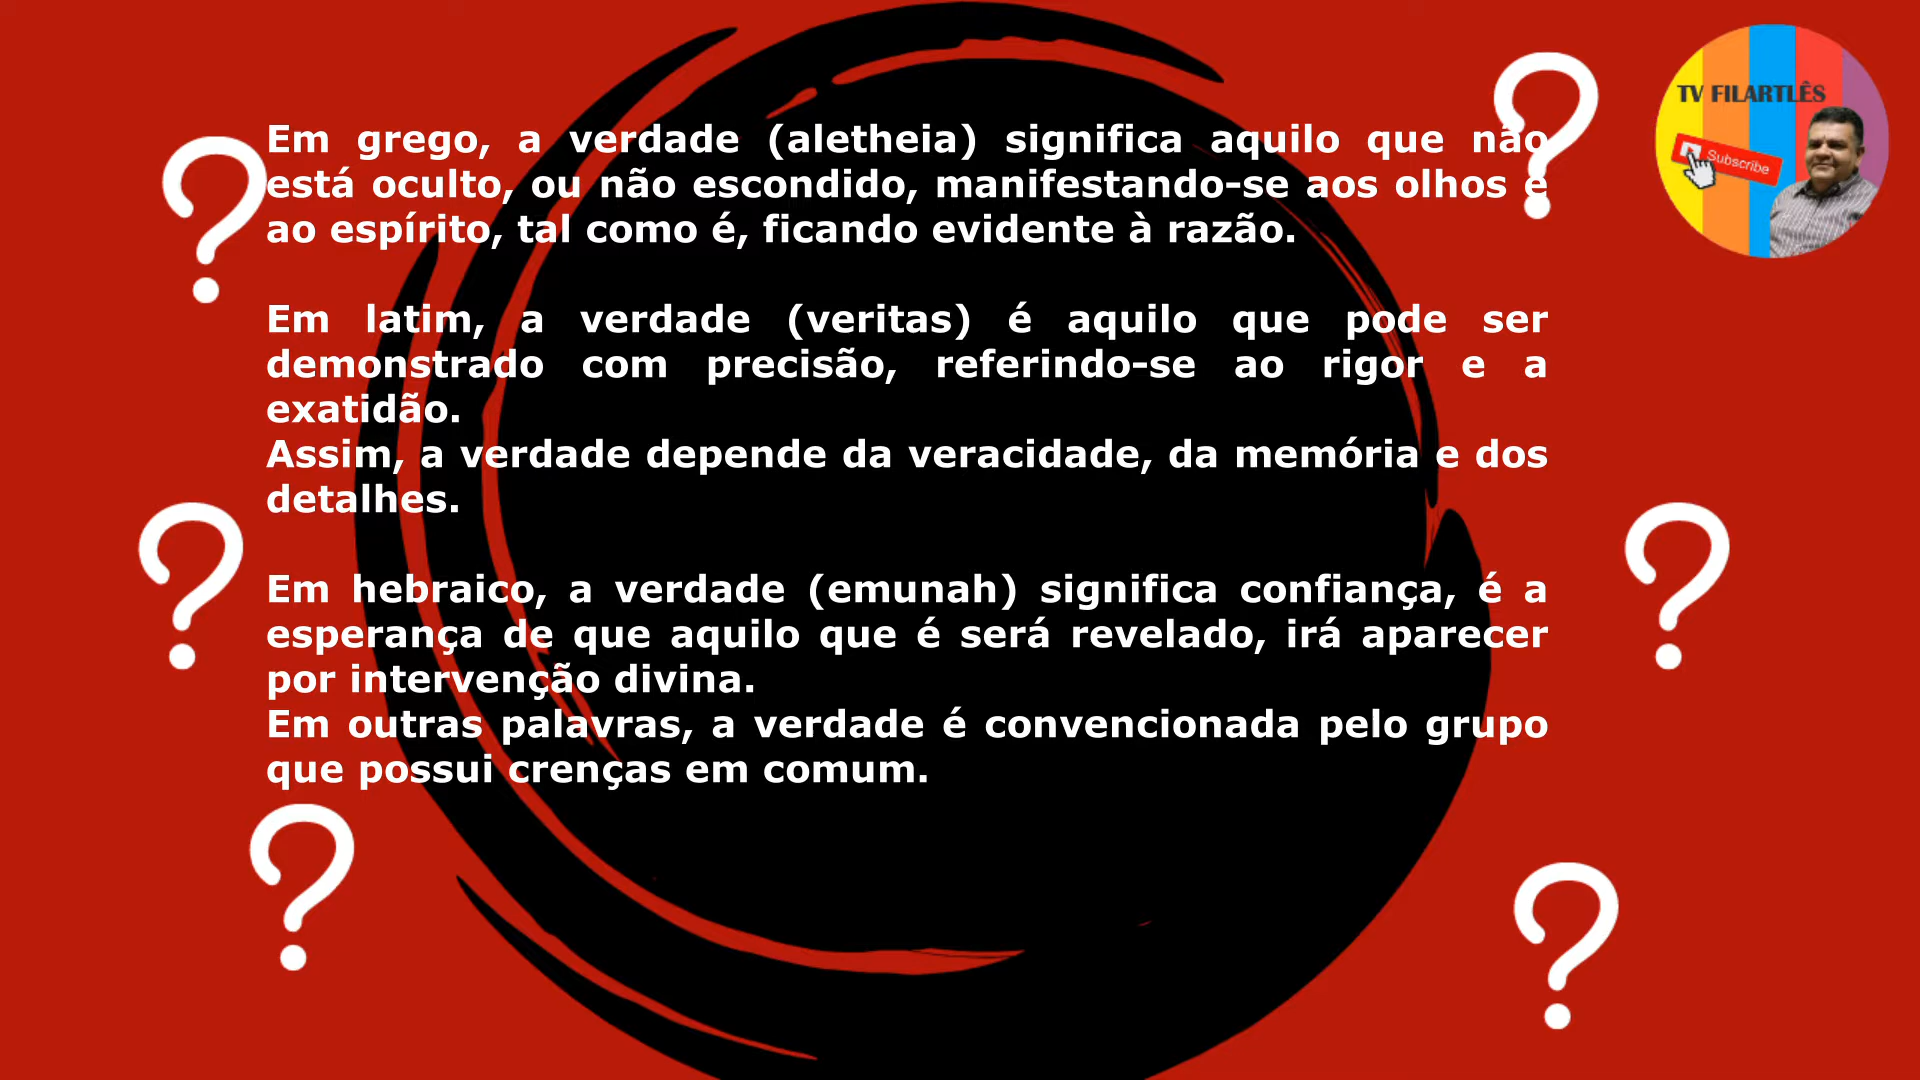 Em grego, a verdade (aletheia) significa aquilo que não
está oculto, ou não escondido, manifestando-se aos olhos e
ao espírito, tal como é, ficando evidente à razão.
Em latim, a verdade (veritas) é aquilo que pode ser
demonstrado com precisão, referindo-se ao rigor e a
exatidão.
Assim, a verdade depende da veracidade, da memória e dos
detalhes.
Em hebraico, a verdade (emunah) significa confiança, é a
esperança de que aquilo que é será revelado, irá aparecer
por intervenção divina.
Em outras palavras, a verdade é convencionada pelo grupo
que possui crenças em comum.
TV FILARTLÊS
Subscribe